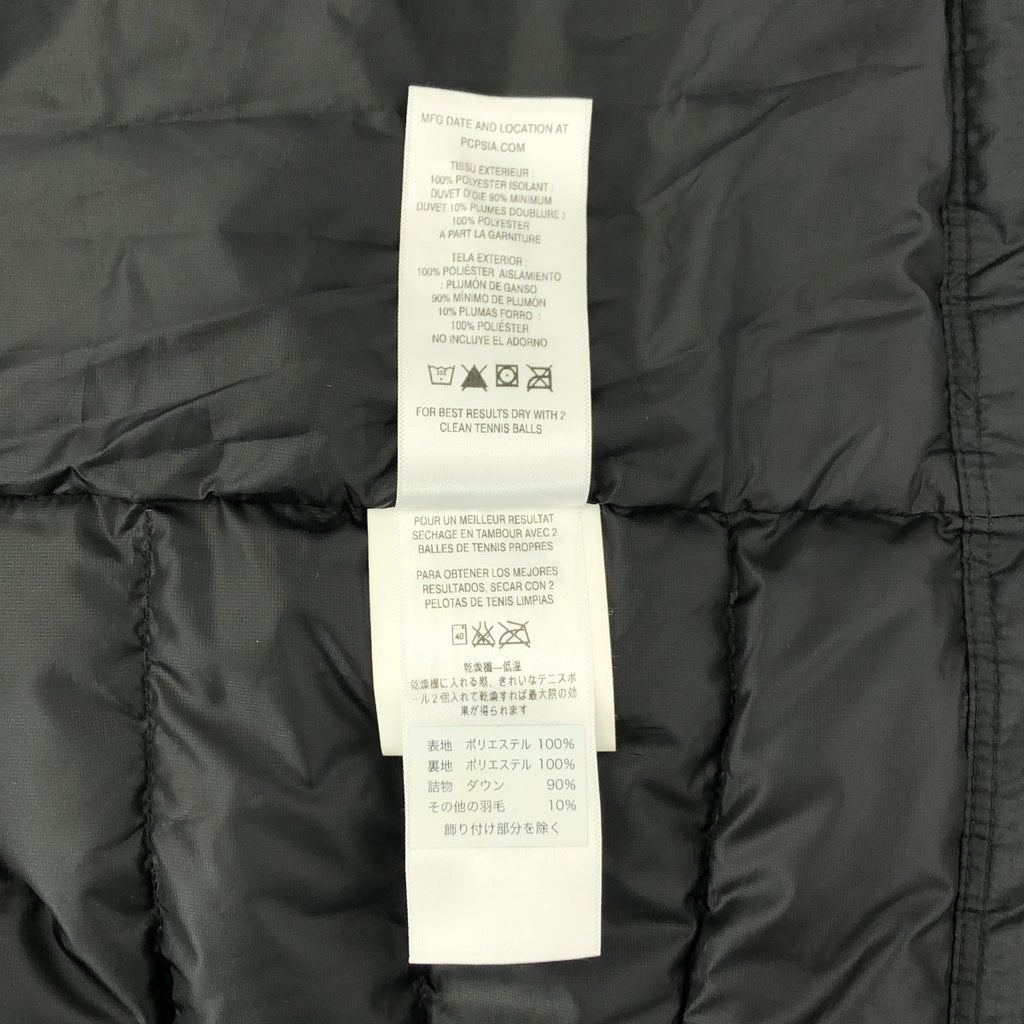 MFG DATE AND LOCATION AT
PCPSIA.COM
TISSU EXTERIEUR :
100% POLYESTER ISOLANT :
DUVET D'OIE 90% MINIMUM
DUVET 10% PLUMES DOUBLURE :
100% POLYESTER
A PART LA GARNITURE
TELA EXTERIOR :
100% POLIÉSTER AISLAMIENTO
: PLUMÓN DE GANSO
90% MÍNIMO DE PLUMÓN
10% PLUMAS FORRO :
100% POLIÉSTER
NO INCLUYE EL ADORNO
FOR BEST RESULTS DRY WITH 2
CLEAN TENNIS BALLS
POUR UN MEILLEUR RESULTAT
SECHAGE EN TAMBOUR AVEC 2
BALLES DE TENNIS PROPRES
PARA OBTENER LOS MEJORES
RESULTADOS, SECAR CON 2
PELOTAS DE TENIS LIMPIAS
40
乾燥機—低温
乾燥機に入れる際、きれいなテニスボ
ール2個入れて乾燥すれば最大限の効
果が得られます
表地 ポリエステル 100%
裏地 ポリエステル 100%
詰物 ダウン 90%
その他の羽毛 10%
飾り付け部分を除く